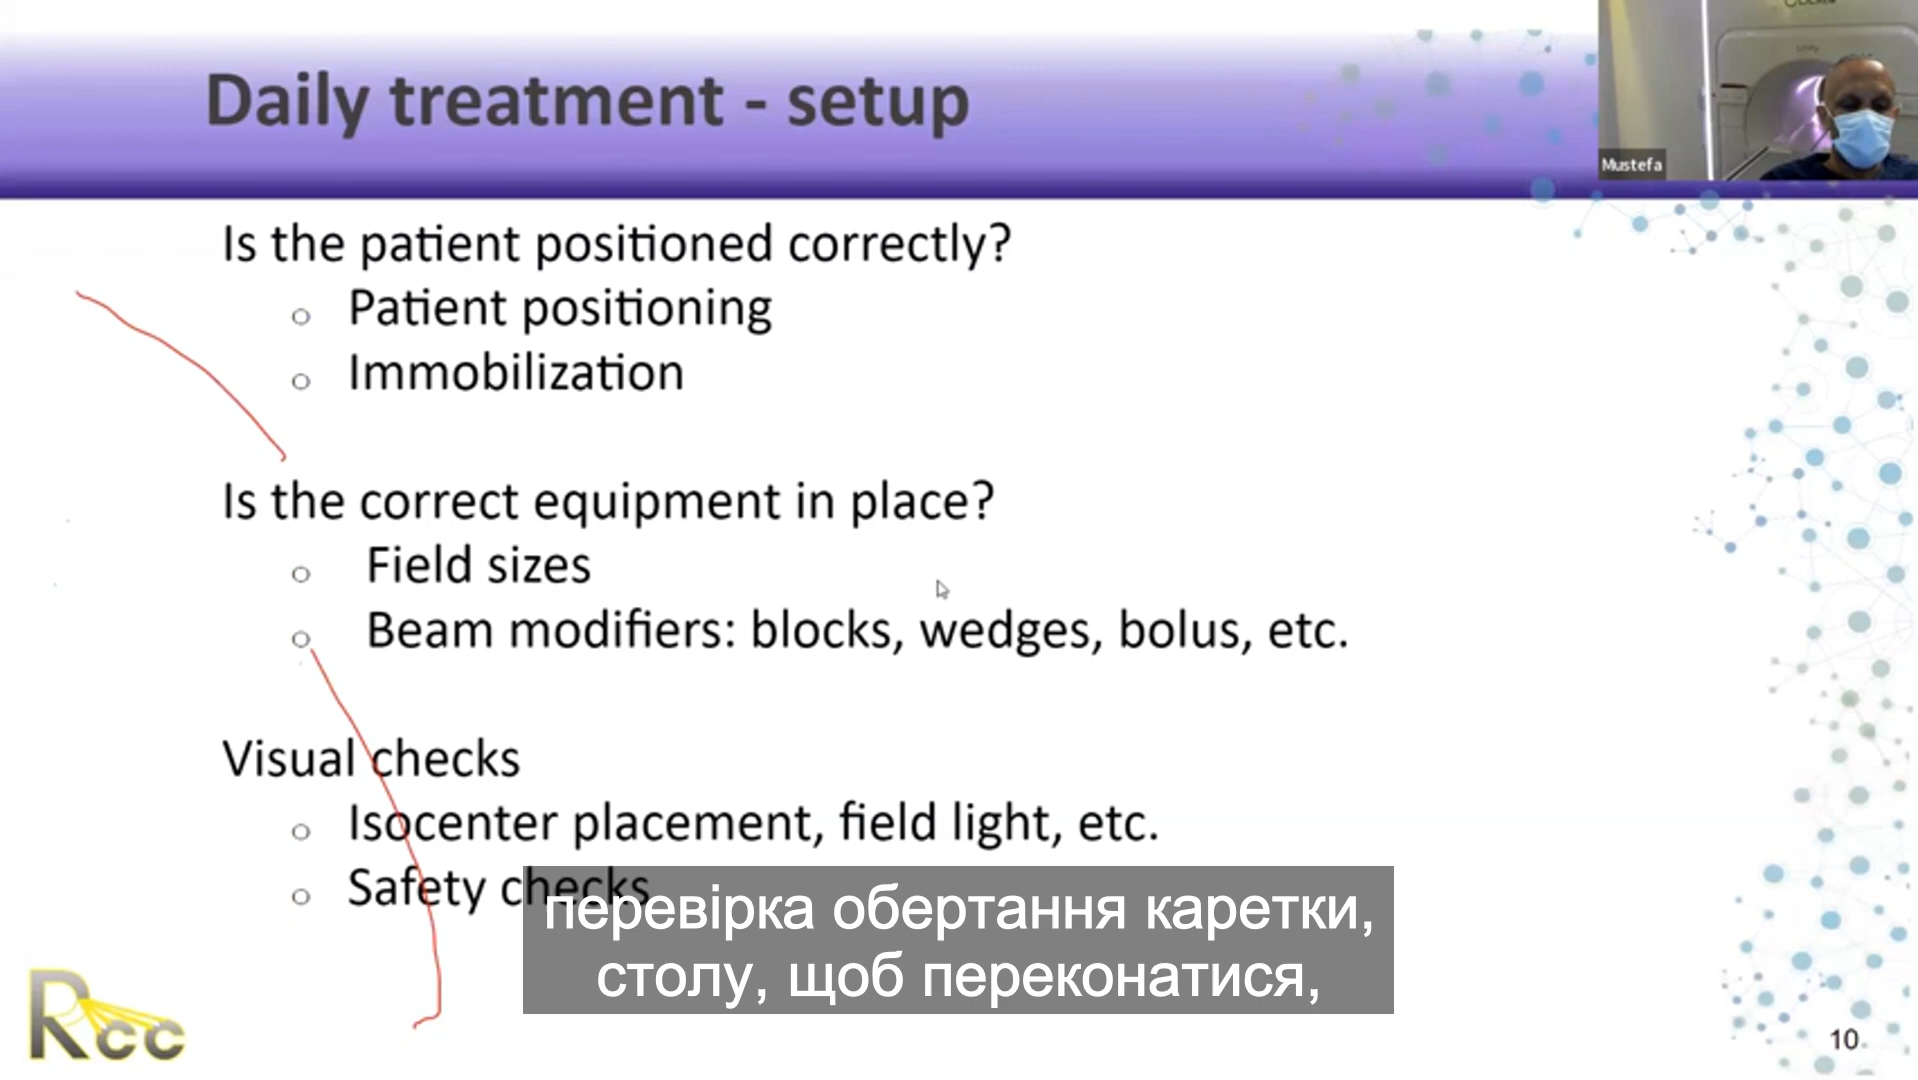 Daily treatment - setup
Mustefa
Is the patient positioned correctly?
Patient positioning
Immobilization
Is the correct equipment in place?
Field sizes
Beam modifiers: blocks, wedges, bolus, etc.
Visual checks
Isocenter placement, field light, etc.
Safety checks
перевірка обертання каретки,
столу, щоб переконатися,
Rcc
10